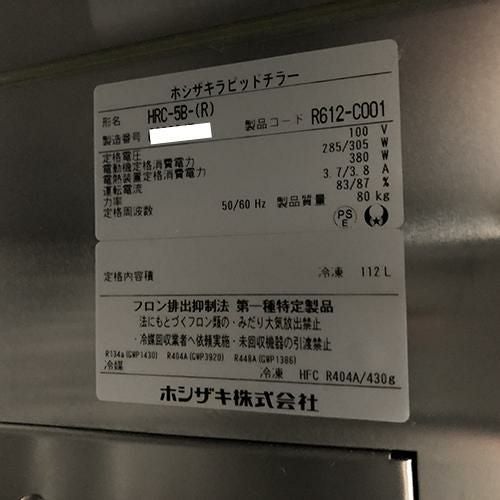 ホシザキラピッドチラー
形名 HRC-5B-(R) 製品コード R612-C001
製造番号
定格電圧 100 V
電動機定格消費電力 285/305 W
電熱装置定格消費電力 380 W
運転電流 3.7/3.8 A
力率 83/87 %
定格周波数 50/60 Hz 製品質量 80 kg
PS
E
定格内容積 冷凍 112 L
フロン排出抑制法 第一種特定製品
法にもとづくフロン類の・みだり大気放出禁止
・冷媒回収業者へ依頼実施・未回収機器の引渡禁止
R134a(GWP1430) R404A(GWP3920) R448A(GWP1386)
冷媒 冷凍 HFC R404A/430g
ホシザキ株式会社